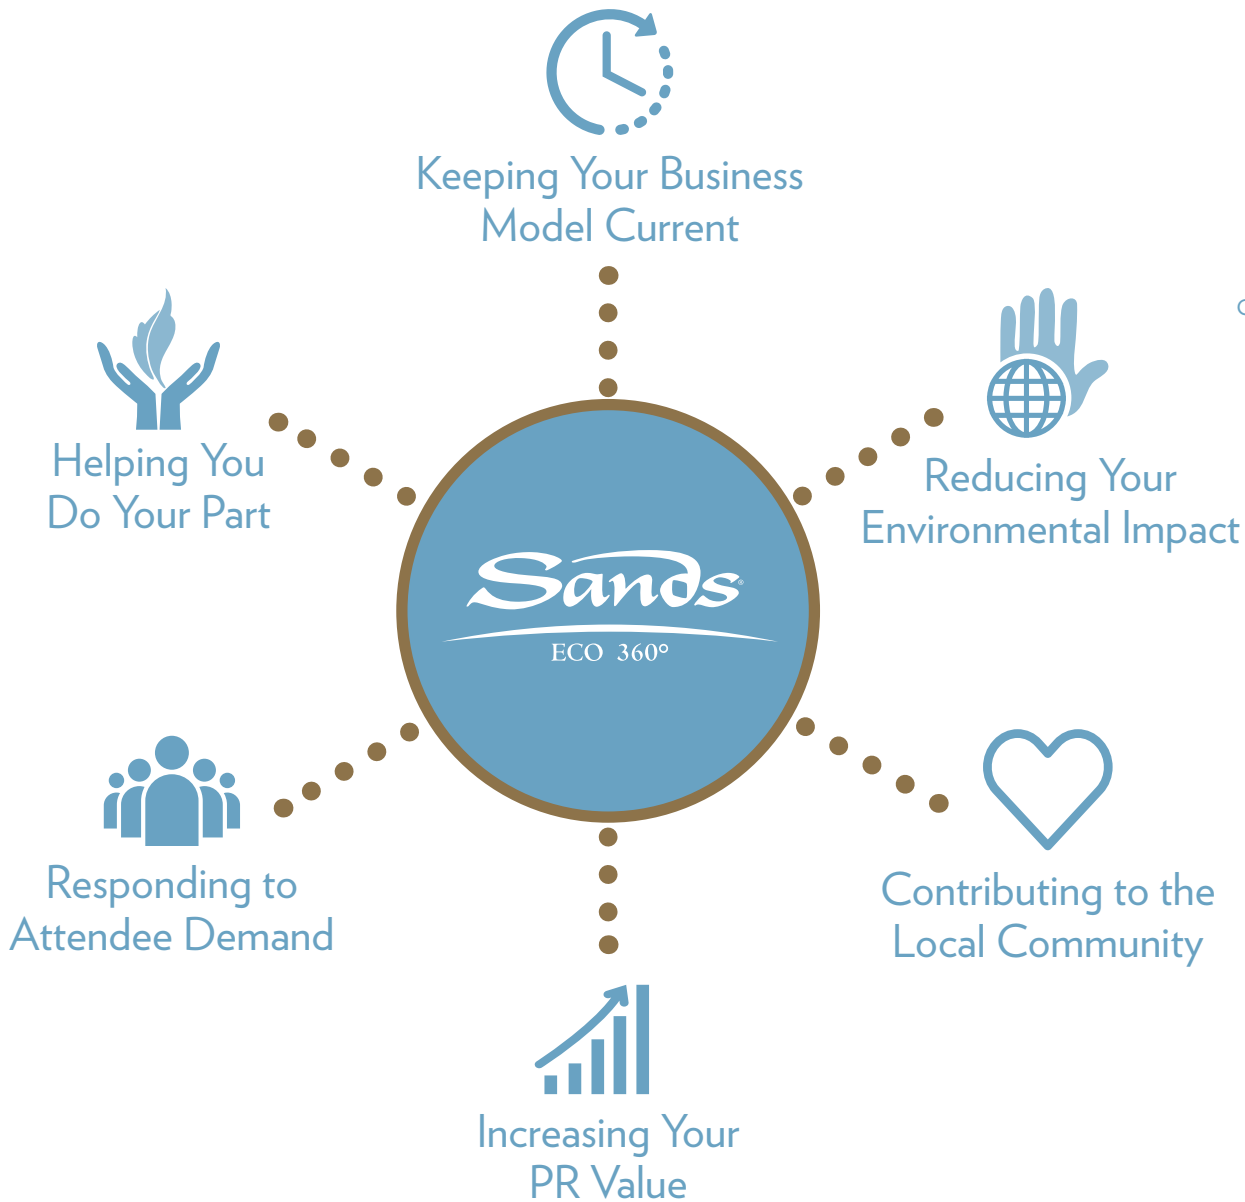 Keeping Your Business
Model Current
Helping You
Do Your Part
Reducing Your
Environmental Impact
Sands®
ECO 360°
Responding to
Attendee Demand
Contributing to the
Local Community
Increasing Your
PR Value